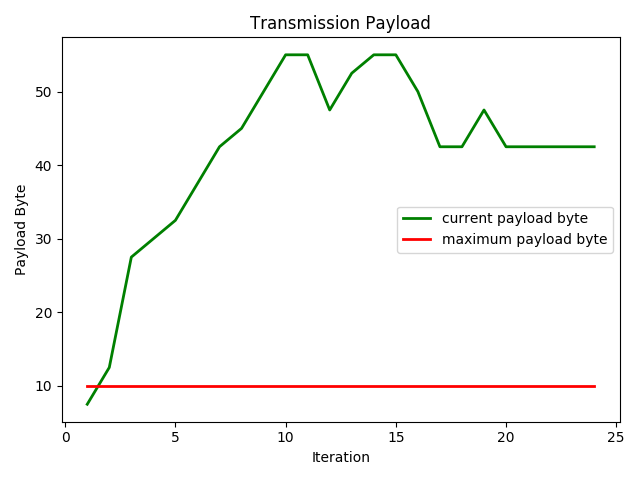 Transmission Payload
Payload Byte
50
40
30
20
10
current payload byte
maximum payload byte
0
5
10
15
20
25
Iteration